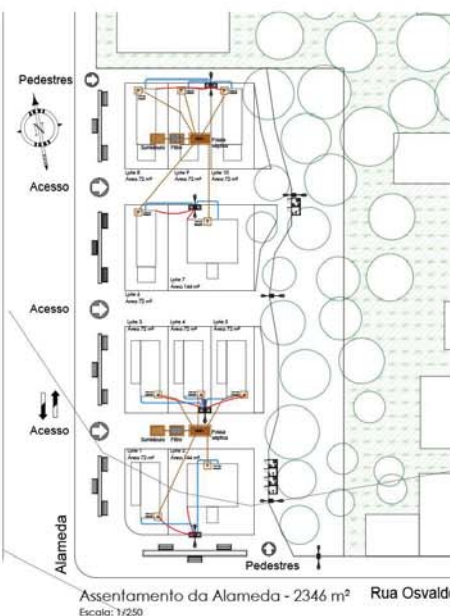 Pedestres
N
Acesso
Sumidouro Filtro Fossa séptica
Lote 8 Lote 9 Lote 10
Área 72 m² Área 72 m² Área 72 m²
Acesso
Lote 6 Lote 7
Área 72 m² Área 144 m²
Acesso
Lote 3 Lote 4 Lote 5
Área 72 m² Área 72 m² Área 72 m²
Acesso
Sumidouro Filtro Fossa séptica
Lote 1 Lote 2
Área 72 m² Área 144 m²
Alameda
Pedestres
Assentamento da Alameda - 2346 m²
Rua Osvald
Escala: 1/250